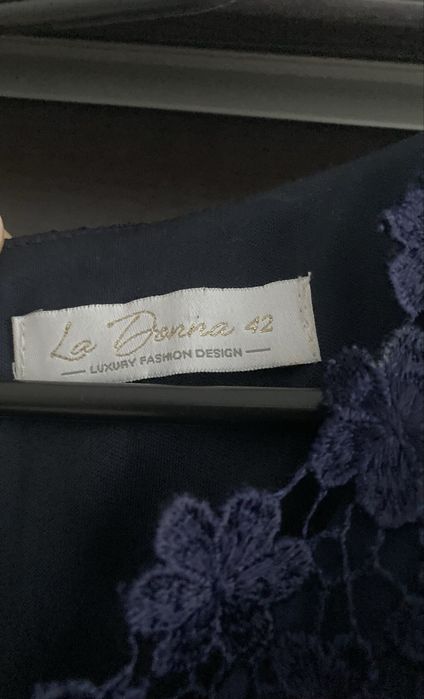 La Donna 42
— LUXURY FASHION DESIGN —